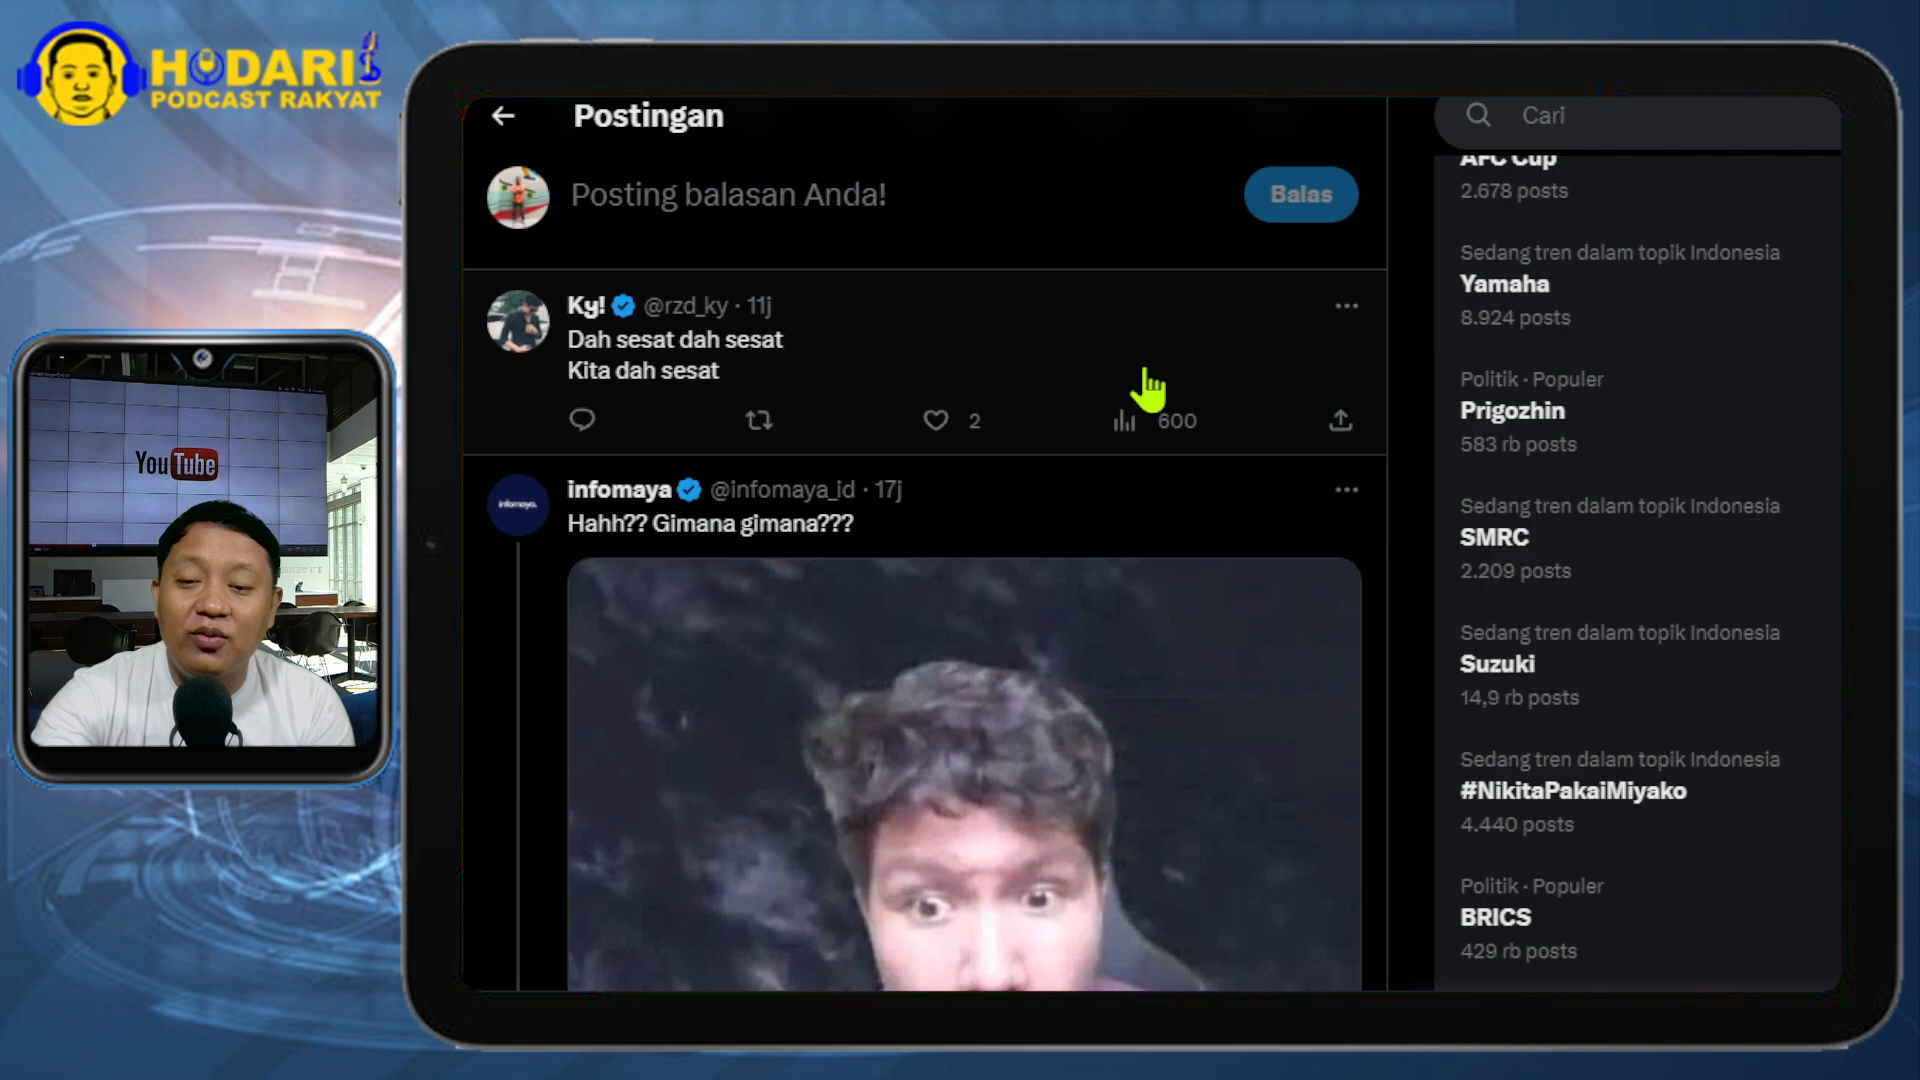 HODARI
PODCAST RAKYAT
YouTube
Postingan
Posting balasan Anda!
Balas
Ky! @rzd_ky · 11j
Dah sesat dah sesat
Kita dah sesat
2
600
infomaya @infomaya_id · 17j
infomaya.
Hahh?? Gimana gimana???
Cari
AFC Cup
2.678 posts
Sedang tren dalam topik Indonesia
Yamaha
8.924 posts
Politik · Populer
Prigozhin
583 rb posts
Sedang tren dalam topik Indonesia
SMRC
2.209 posts
Sedang tren dalam topik Indonesia
Suzuki
14,9 rb posts
Sedang tren dalam topik Indonesia
#NikitaPakaiMiyako
4.440 posts
Politik · Populer
BRICS
429 rb posts